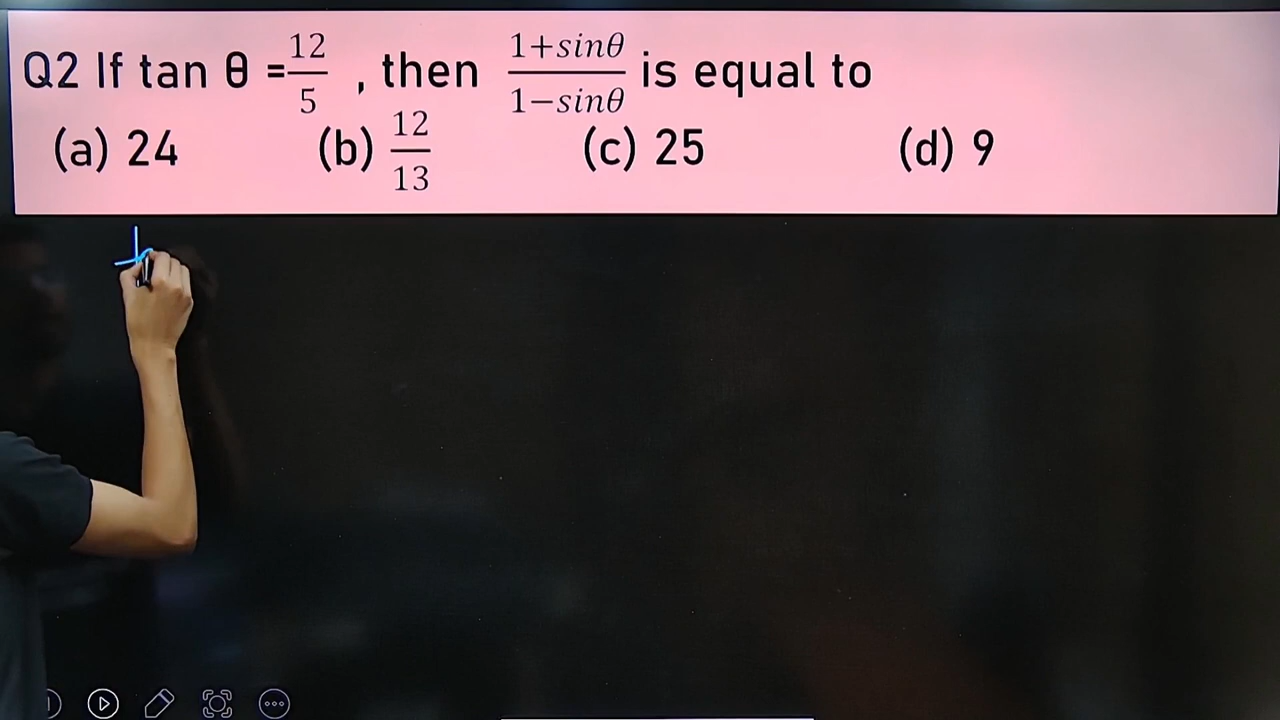 Q2 If tan θ = 12/5 , then (1+sinθ)/(1−sinθ) is equal to
(a) 24 (b) 12/13 (c) 25 (d) 9